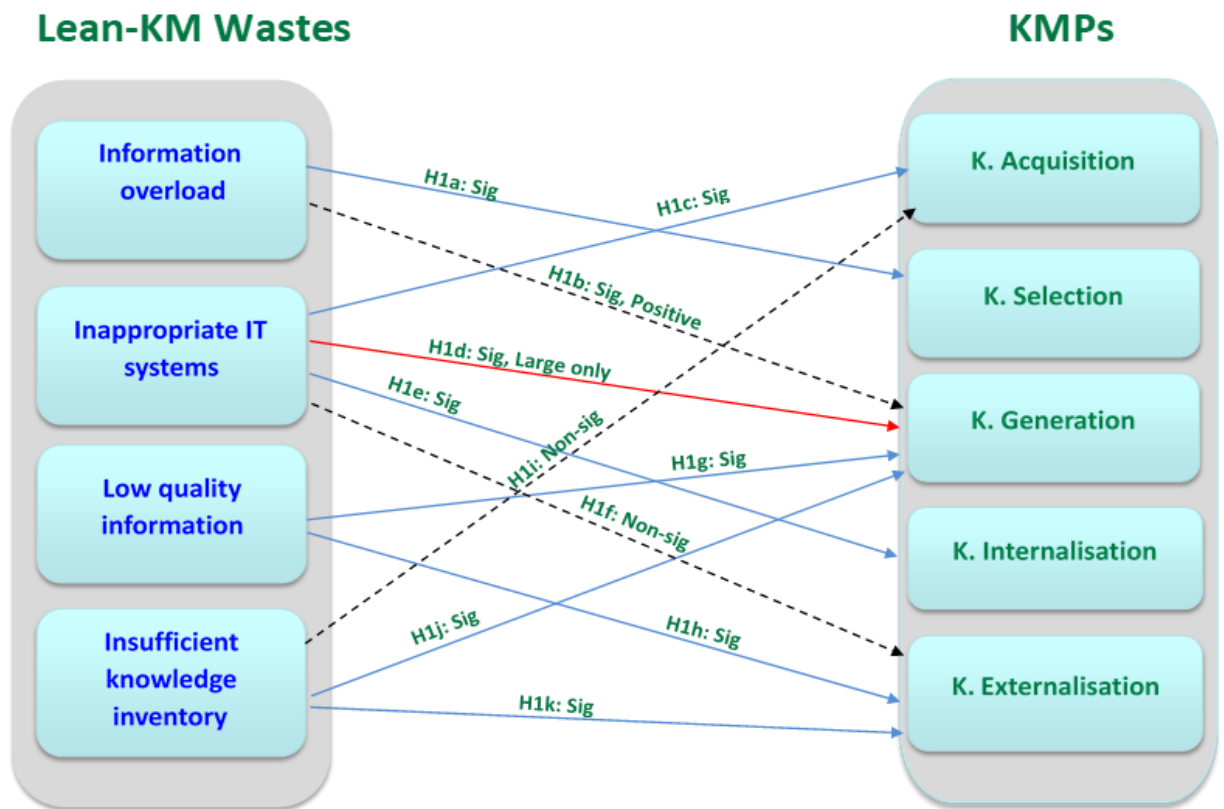 Lean-KM Wastes
KMPs
Information
overload
Inappropriate IT
systems
Low quality
information
Insufficient
knowledge
inventory
H1a: Sig
H1c: Sig
H1b: Sig, Positive
H1d: Sig, Large only
H1e: Sig
H1i: Non-sig
H1g: Sig
H1f: Non-sig
H1j: Sig
H1h: Sig
H1k: Sig
K. Acquisition
K. Selection
K. Generation
K. Internalisation
K. Externalisation